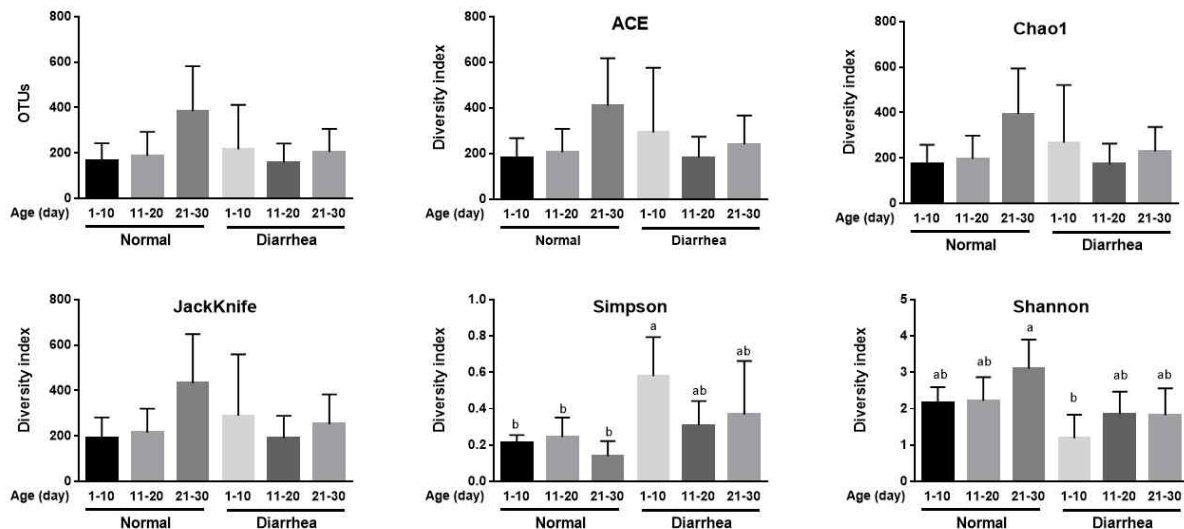 800
600
400
200
0
OTUs
Age (day) 1-10 11-20 21-30 1-10 11-20 21-30
Normal Diarrhea
ACE
800
600
400
200
0
Diversity index
Age (day) 1-10 11-20 21-30 1-10 11-20 21-30
Normal Diarrhea
Chao1
800
600
400
200
0
Diversity index
Age (day) 1-10 11-20 21-30 1-10 11-20 21-30
Normal Diarrhea
JackKnife
800
600
400
200
0
Diversity index
Age (day) 1-10 11-20 21-30 1-10 11-20 21-30
Normal Diarrhea
Simpson
1.0
0.8
0.6
0.4
0.2
0.0
Diversity index
b b b a ab ab
Age (day) 1-10 11-20 21-30 1-10 11-20 21-30
Normal Diarrhea
Shannon
5
4
3
2
1
0
Diversity index
ab ab a b ab ab
Age (day) 1-10 11-20 21-30 1-10 11-20 21-30
Normal Diarrhea